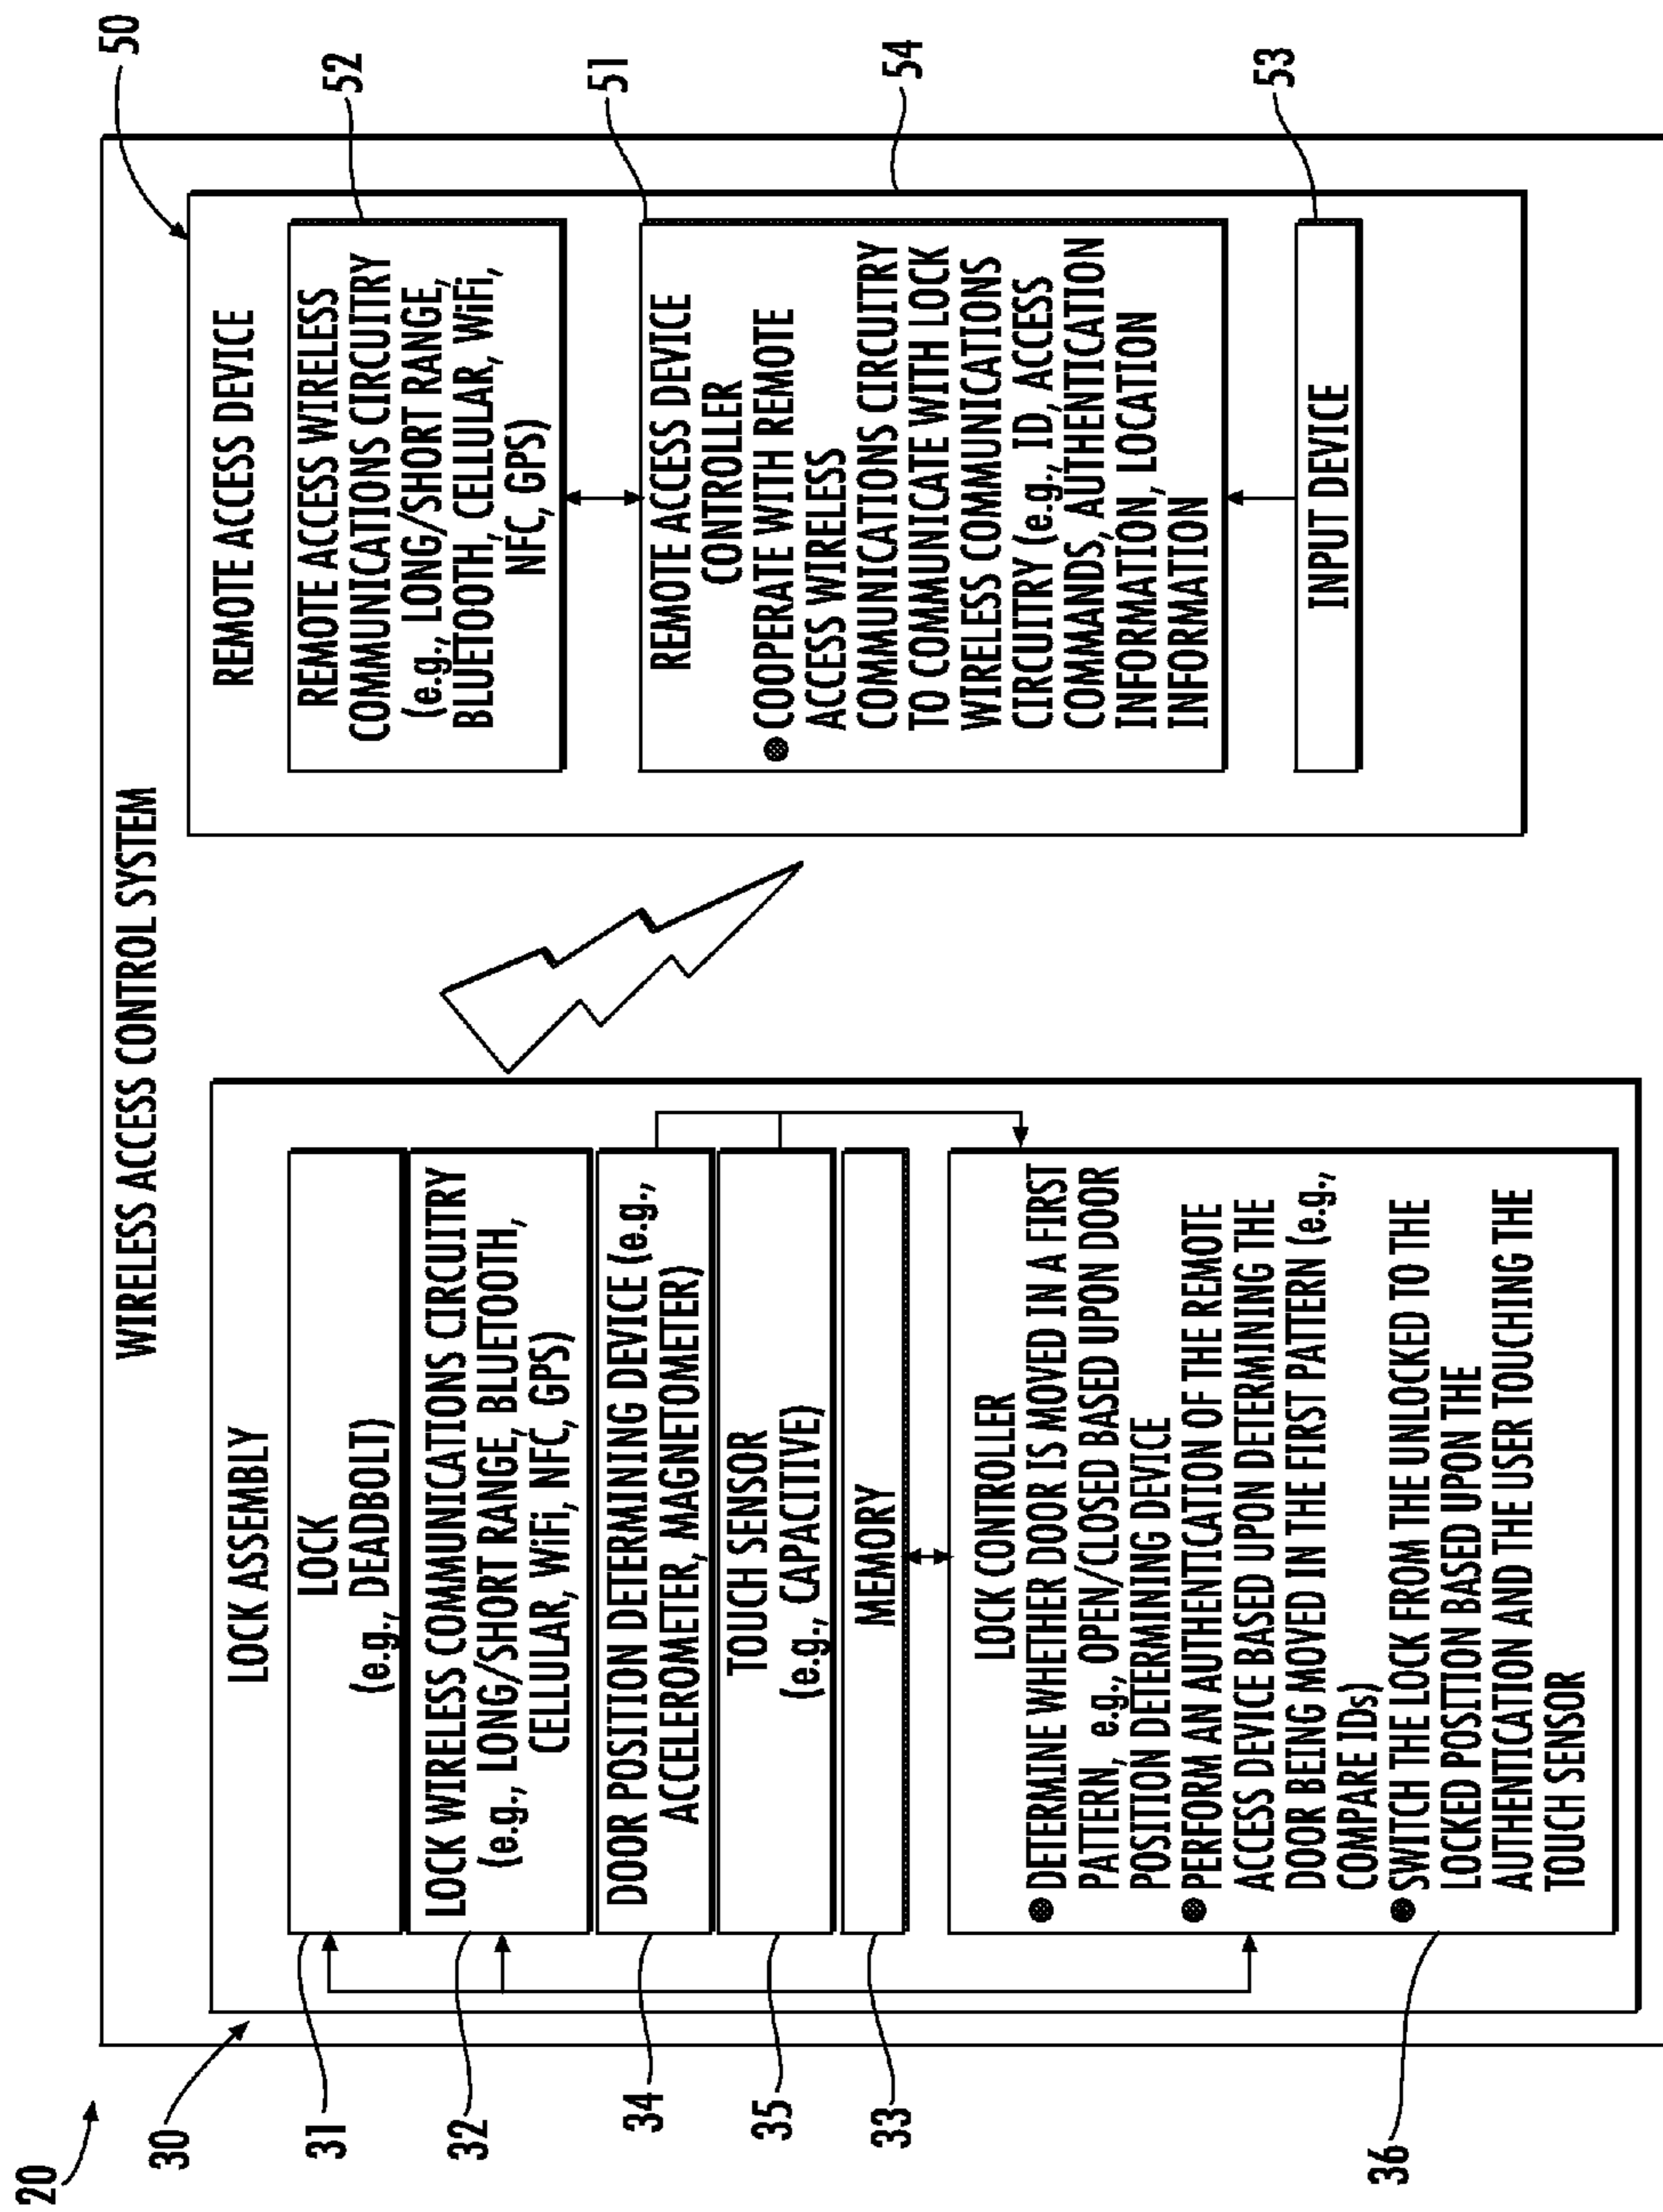 WIRELESS ACCESS CONTROL SYSTEM
20
30
LOCK ASSEMBLY
31
LOCK
(e.g., DEADBOLT)
32
LOCK WIRELESS COMMUNICATIONS CIRCUITRY
(e.g., LONG/SHORT RANGE, BLUETOOTH,
CELLULAR, WiFi, NFC, GPS)
34
DOOR POSITION DETERMINING DEVICE (e.g.,
ACCELEROMETER, MAGNETOMETER)
35
TOUCH SENSOR
(e.g., CAPACITIVE)
33
MEMORY
36
LOCK CONTROLLER
● DETERMINE WHETHER DOOR IS MOVED IN A FIRST
PATTERN, e.g., OPEN/CLOSED BASED UPON DOOR
POSITION DETERMINING DEVICE
● PERFORM AN AUTHENTICATION OF THE REMOTE
ACCESS DEVICE BASED UPON DETERMINING THE
DOOR BEING MOVED IN THE FIRST PATTERN (e.g.,
COMPARE IDs)
● SWITCH THE LOCK FROM THE UNLOCKED TO THE
LOCKED POSITION BASED UPON THE
AUTHENTICATION AND THE USER TOUCHING THE
TOUCH SENSOR
50
REMOTE ACCESS DEVICE
52
REMOTE ACCESS WIRELESS
COMMUNICATIONS CIRCUITRY
(e.g., LONG/SHORT RANGE,
BLUETOOTH, CELLULAR, WiFi,
NFC, GPS)
51
REMOTE ACCESS DEVICE
CONTROLLER
● COOPERATE WITH REMOTE
ACCESS WIRELESS
COMMUNICATIONS CIRCUITRY
TO COMMUNICATE WITH LOCK
WIRELESS COMMUNICATIONS
CIRCUITRY (e.g., ID, ACCESS
COMMANDS, AUTHENTICATION
INFORMATION, LOCATION
INFORMATION
54
53
INPUT DEVICE